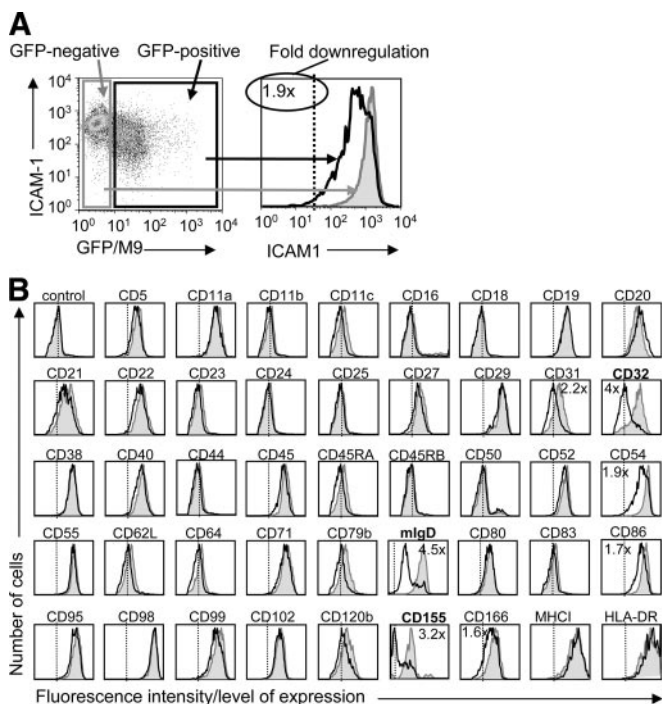 A
GFP-negative GFP-positive Fold downregulation
1.9x
ICAM-1
10⁴
10³
10²
10¹
10⁰
10⁰ 10¹ 10² 10³ 10⁴
GFP/M9
10⁰ 10² 10³ 10⁴
ICAM1
B
control CD5 CD11a CD11b CD11c CD16 CD18 CD19 CD20
CD21 CD22 CD23 CD24 CD25 CD27 CD29 CD31 CD32
2.2x 4x
CD38 CD40 CD44 CD45 CD45RA CD45RB CD50 CD52 CD54
1.9x
CD55 CD62L CD64 CD71 CD79b mIgD CD80 CD83 CD86
4.5x 1.7x
CD95 CD98 CD99 CD102 CD120b CD155 CD166 MHCI HLA-DR
3.2x 1.6x
Number of cells
Fluorescence intensity/level of expression